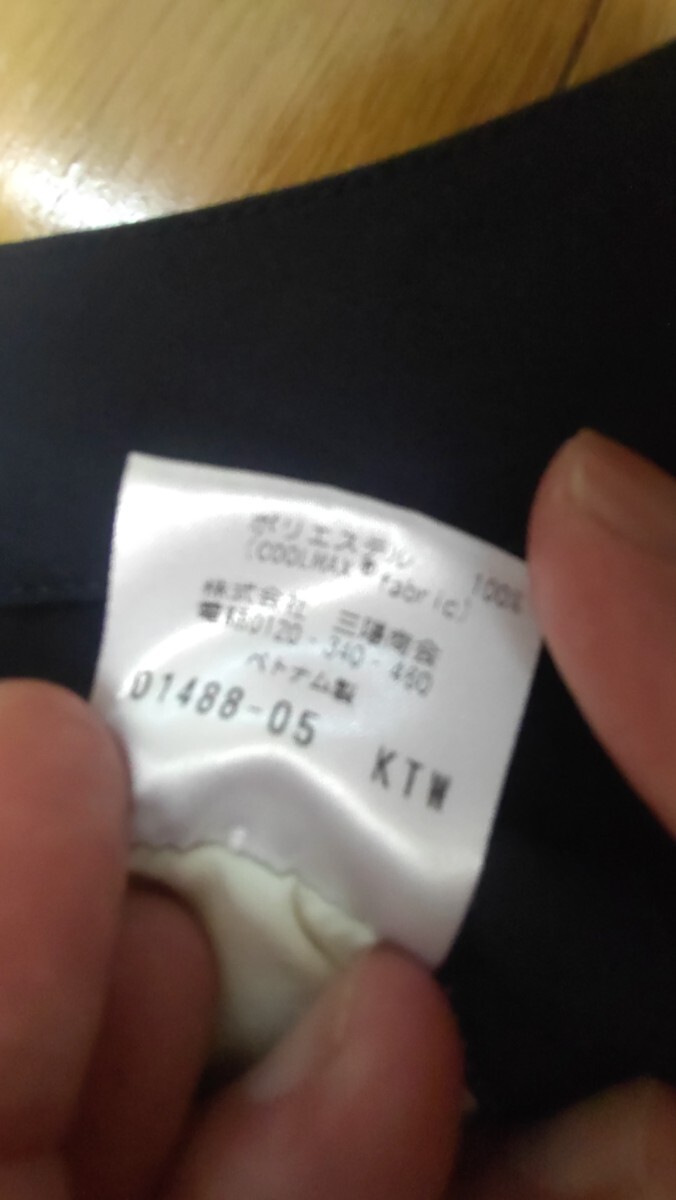 ポリエステル 100%
(COOLMAX®fabric)
株式会社 三陽商会
電話0120-340-460
ベトナム製
D1488-05 KTW